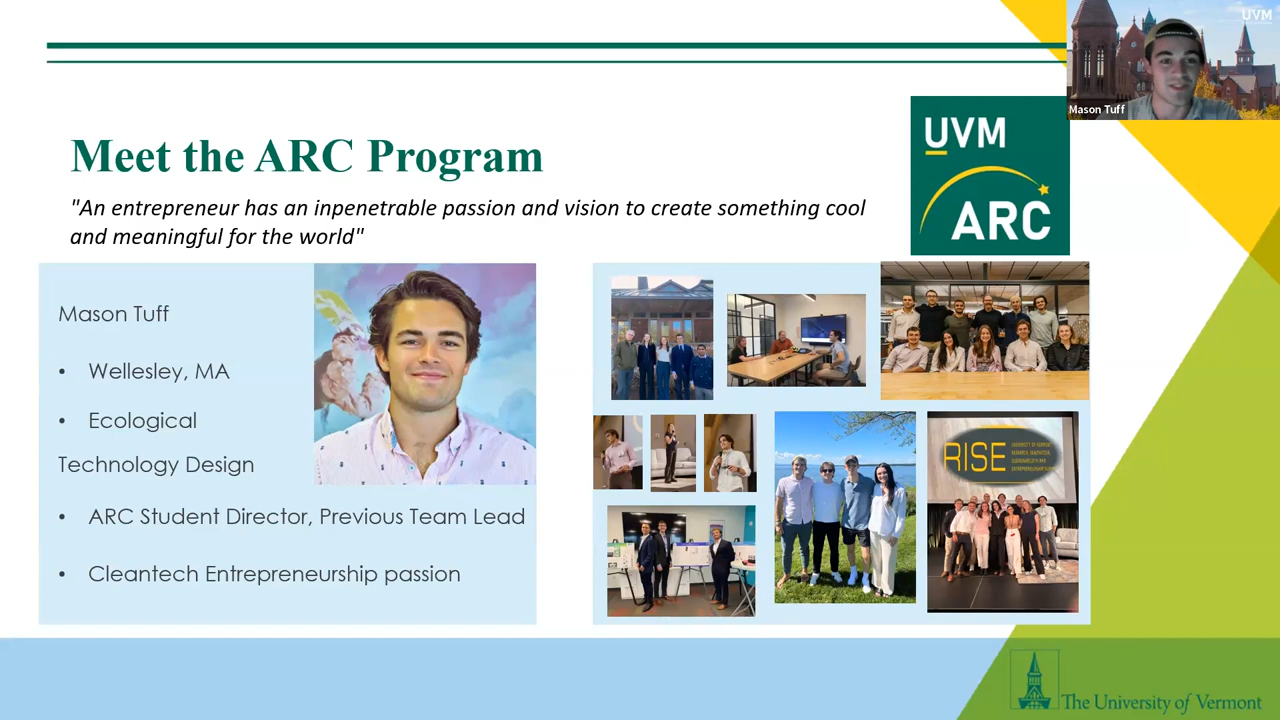 UVM
Mason Tuff
UVM
ARC
Meet the ARC Program
"An entrepreneur has an inpenetrable passion and vision to create something cool
and meaningful for the world"
Mason Tuff
• Wellesley, MA
• Ecological
Technology Design
• ARC Student Director, Previous Team Lead
• Cleantech Entrepreneurship passion
RISE
The University of Vermont